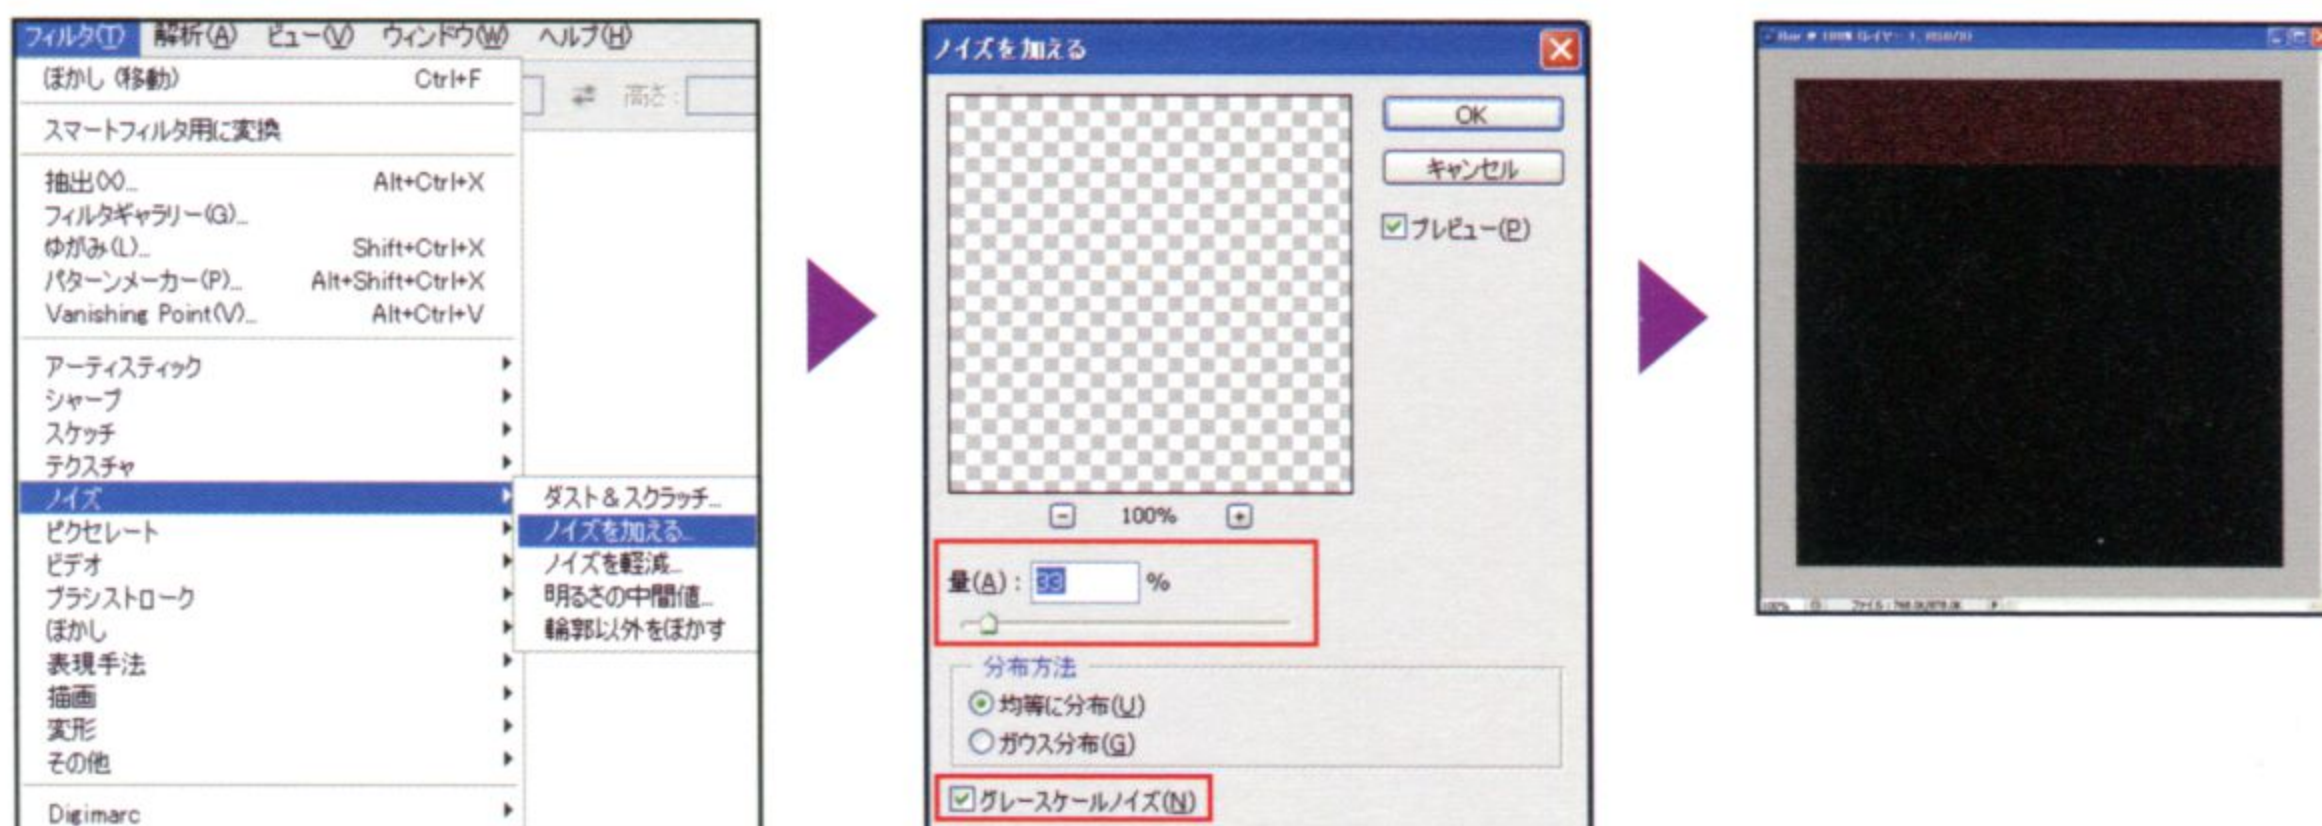 フィルタ(T) 解析(A) ビュー(V) ウィンドウ(W) ヘルプ(H)
ぼかし (移動) Ctrl+F
高さ:
スマートフィルタ用に変換
抽出(X)... Alt+Ctrl+X
フィルタギャラリー(G)...
ゆがみ(L)... Shift+Ctrl+X
パターンメーカー(P)... Alt+Shift+Ctrl+X
Vanishing Point(V)... Alt+Ctrl+V
アーティスティック
シャープ
スケッチ
テクスチャ
ノイズ
ピクセレート
ビデオ
ブラシストローク
ぼかし
表現手法
描画
変形
その他
Digimarc
ダスト&スクラッチ...
ノイズを加える...
ノイズを軽減...
明るさの中間値...
輪郭以外をぼかす
ノイズを加える
OK
キャンセル
プレビュー(P)
100%
量(A): 33 %
分布方法
均等に分布(U)
ガウス分布(G)
グレースケールノイズ(N)
100%